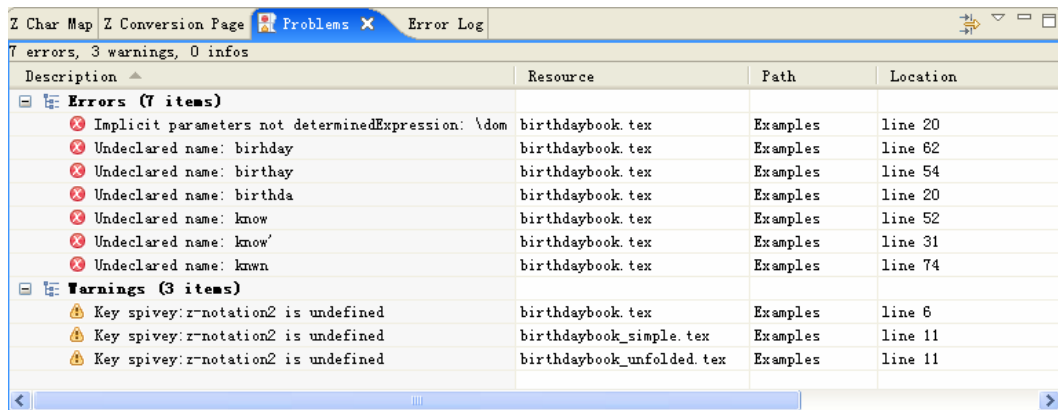 Z Char Map Z Conversion Page Problems Error Log
7 errors, 3 warnings, 0 infos
Description Resource Path Location
Errors (7 items)
Implicit parameters not determinedExpression: \dom birthdaybook.tex Examples line 20
Undeclared name: birhday birthdaybook.tex Examples line 62
Undeclared name: birthay birthdaybook.tex Examples line 54
Undeclared name: birthda birthdaybook.tex Examples line 20
Undeclared name: know birthdaybook.tex Examples line 52
Undeclared name: know' birthdaybook.tex Examples line 31
Undeclared name: knwn birthdaybook.tex Examples line 74
Warnings (3 items)
Key spivey:z-notation2 is undefined birthdaybook.tex Examples line 6
Key spivey:z-notation2 is undefined birthdaybook_simple.tex Examples line 11
Key spivey:z-notation2 is undefined birthdaybook_unfolded.tex Examples line 11